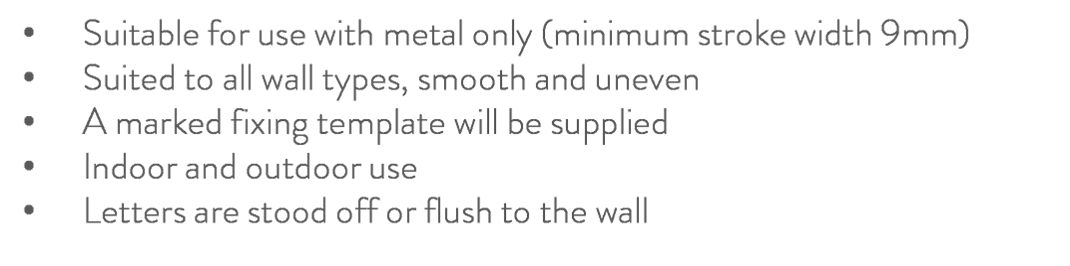 • Suitable for use with metal only (minimum stroke width 9mm)
• Suited to all wall types, smooth and uneven
• A marked fixing template will be supplied
• Indoor and outdoor use
• Letters are stood off or flush to the wall